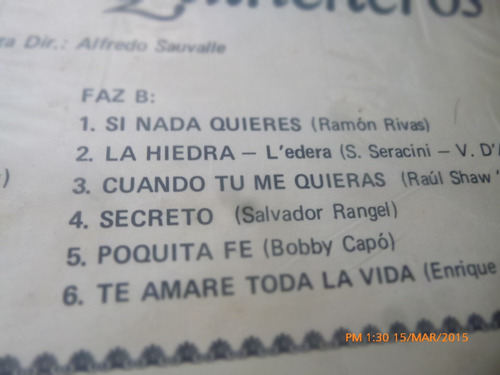 Dir.: Alfredo Sauvalle
FAZ B:
1. SI NADA QUIERES (Ramón Rivas)
2. LA HIEDRA – L'edera (S. Seracini – V. D'
3. CUANDO TU ME QUIERAS (Raúl Shaw
)
4. SECRETO (Salvador Rangel)
5. POQUITA FE (Bobby Capó)
6. TE AMARE TODA LA VIDA (Enrique
PM 1:30 15/MAR/2015